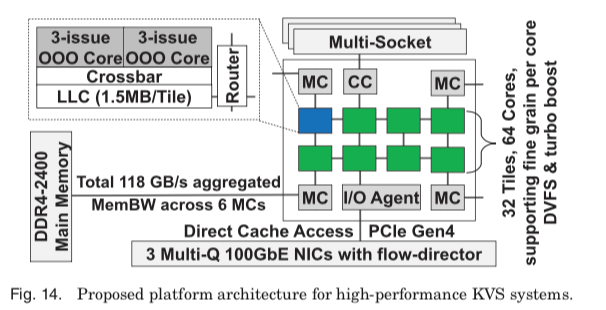 3-issue
OOO Core
3-issue
OOO Core
Crossbar
LLC (1.5MB/Tile)
Router
Multi-Socket
MC
CC
MC
DDR4-2400
Main Memory
Total 118 GB/s aggregated
MemBW across 6 MCs
MC
I/O Agent
MC
32 Tiles, 64 Cores,
supporting fine grain per core
DVFS & turbo boost
Direct Cache Access
PCIe Gen4
3 Multi-Q 100GbE NICs with flow-director
Fig. 14. Proposed platform architecture for high-performance KVS systems.